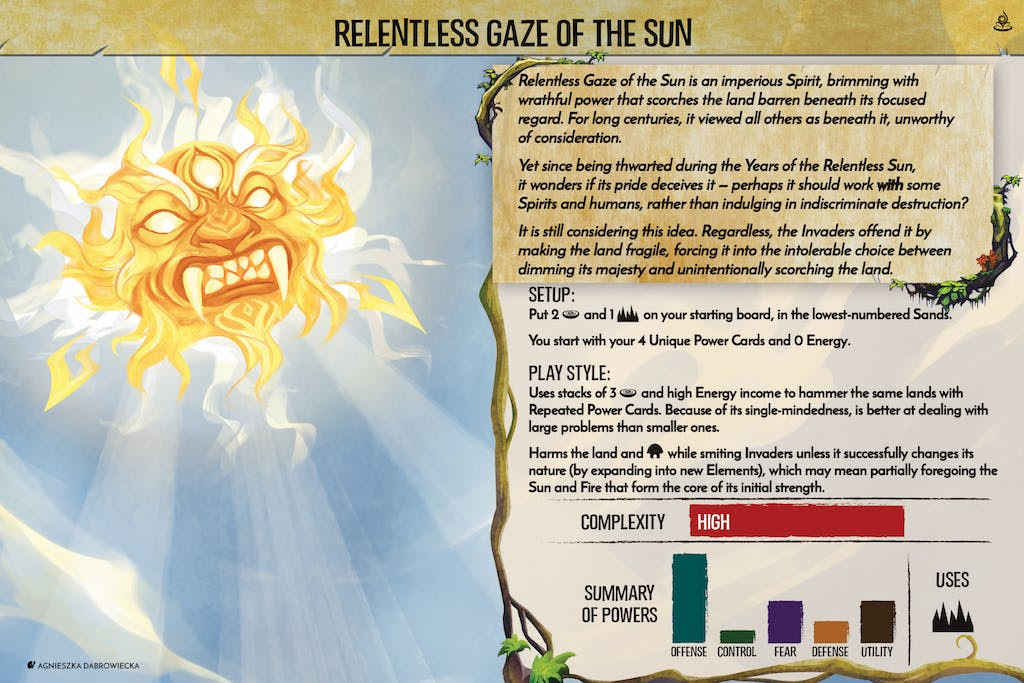 RELENTLESS GAZE OF THE SUN
Relentless Gaze of the Sun is an imperious Spirit, brimming with
wrathful power that scorches the land barren beneath its focused
regard. For long centuries, it viewed all others as beneath it, unworthy
of consideration.
Yet since being thwarted during the Years of the Relentless Sun,
it wonders if its pride deceives it – perhaps it should work with some
Spirits and humans, rather than indulging in indiscriminate destruction?
It is still considering this idea. Regardless, the Invaders offend it by
making the land fragile, forcing it into the intolerable choice between
dimming its majesty and unintentionally scorching the land.
SETUP:
Put 2 and 1 on your starting board, in the lowest-numbered Sands.
You start with your 4 Unique Power Cards and 0 Energy.
PLAY STYLE:
Uses stacks of 3 and high Energy income to hammer the same lands with
Repeated Power Cards. Because of its single-mindedness, is better at dealing with
large problems than smaller ones.
Harms the land and while smiting Invaders unless it successfully changes its
nature (by expanding into new Elements), which may mean partially foregoing the
Sun and Fire that form the core of its initial strength.
COMPLEXITY HIGH
SUMMARY
OF POWERS
OFFENSE CONTROL FEAR DEFENSE UTILITY
USES
AGNIESZKA DABROWIECKA